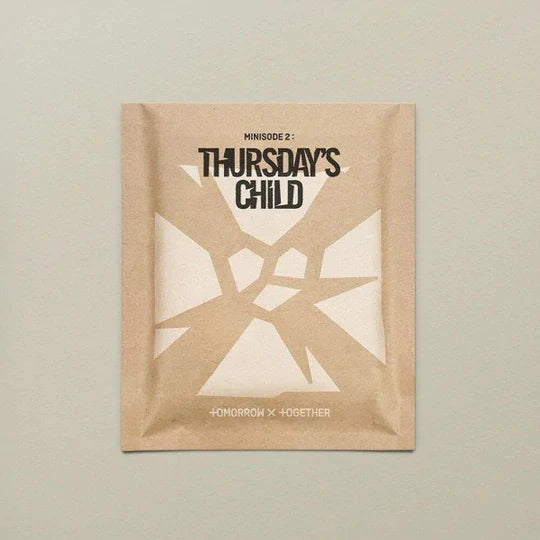 MINISODE 2 :
THURSDAY'S
CHILD
TOMORROW X TOGETHER